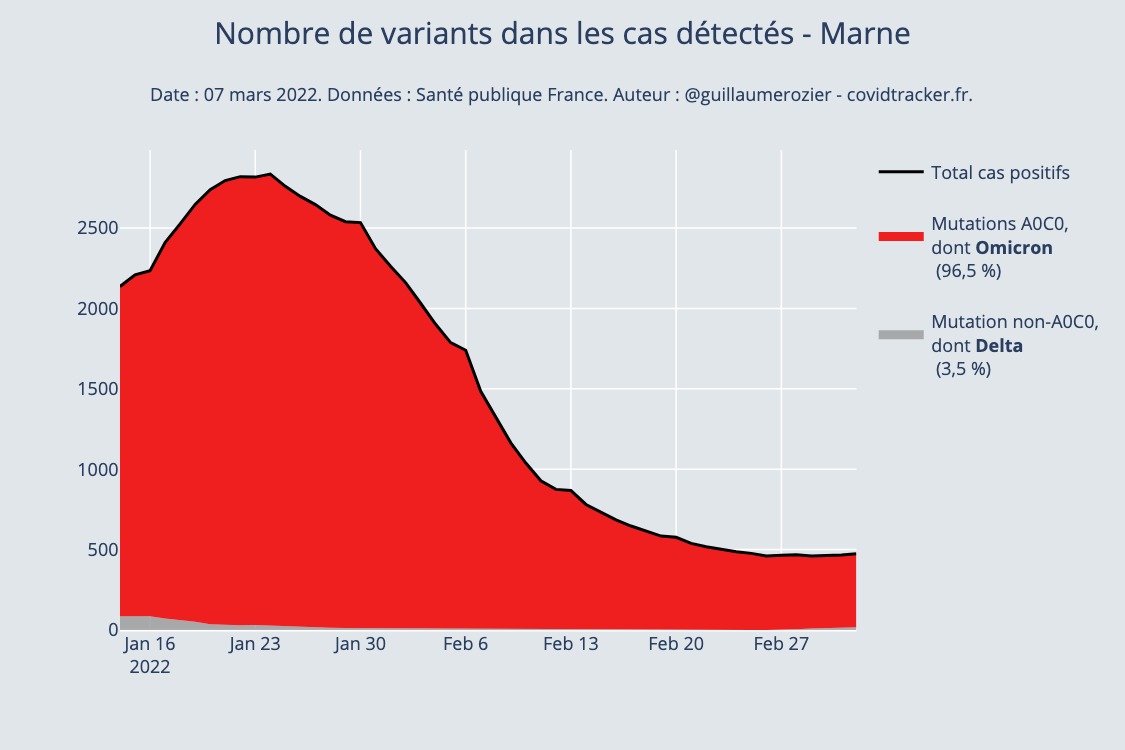 Nombre de variants dans les cas détectés - Marne
Date : 07 mars 2022. Données : Santé publique France. Auteur : @guillaumerozier - covidtracker.fr.
Total cas positifs
Mutations A0C0,
dont Omicron
(96,5 %)
Mutation non-A0C0,
dont Delta
(3,5 %)
2500
2000
1500
1000
500
0
Jan 16 Jan 23 Jan 30 Feb 6 Feb 13 Feb 20 Feb 27
2022